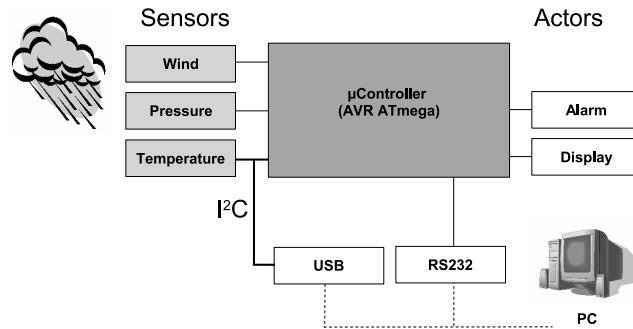 Sensors
Actors
Wind
µController
(AVR ATmega)
Pressure
Alarm
Temperature
Display
I²C
USB
RS232
PC